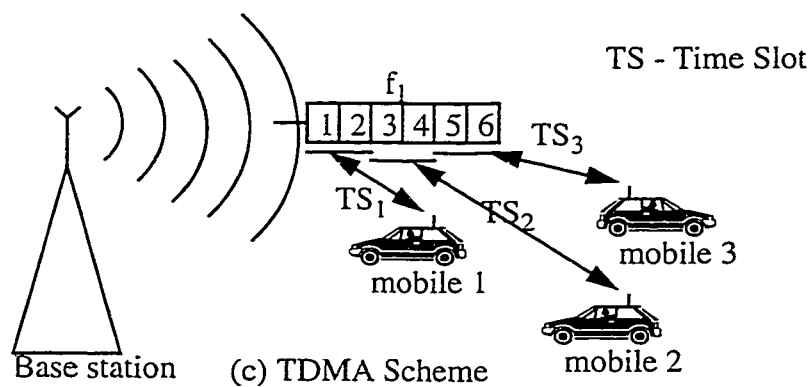 TS - Time Slot
f1
1 2 3 4 5 6
TS3
TS1
TS2
mobile 3
mobile 1
mobile 2
Base station
(c) TDMA Scheme